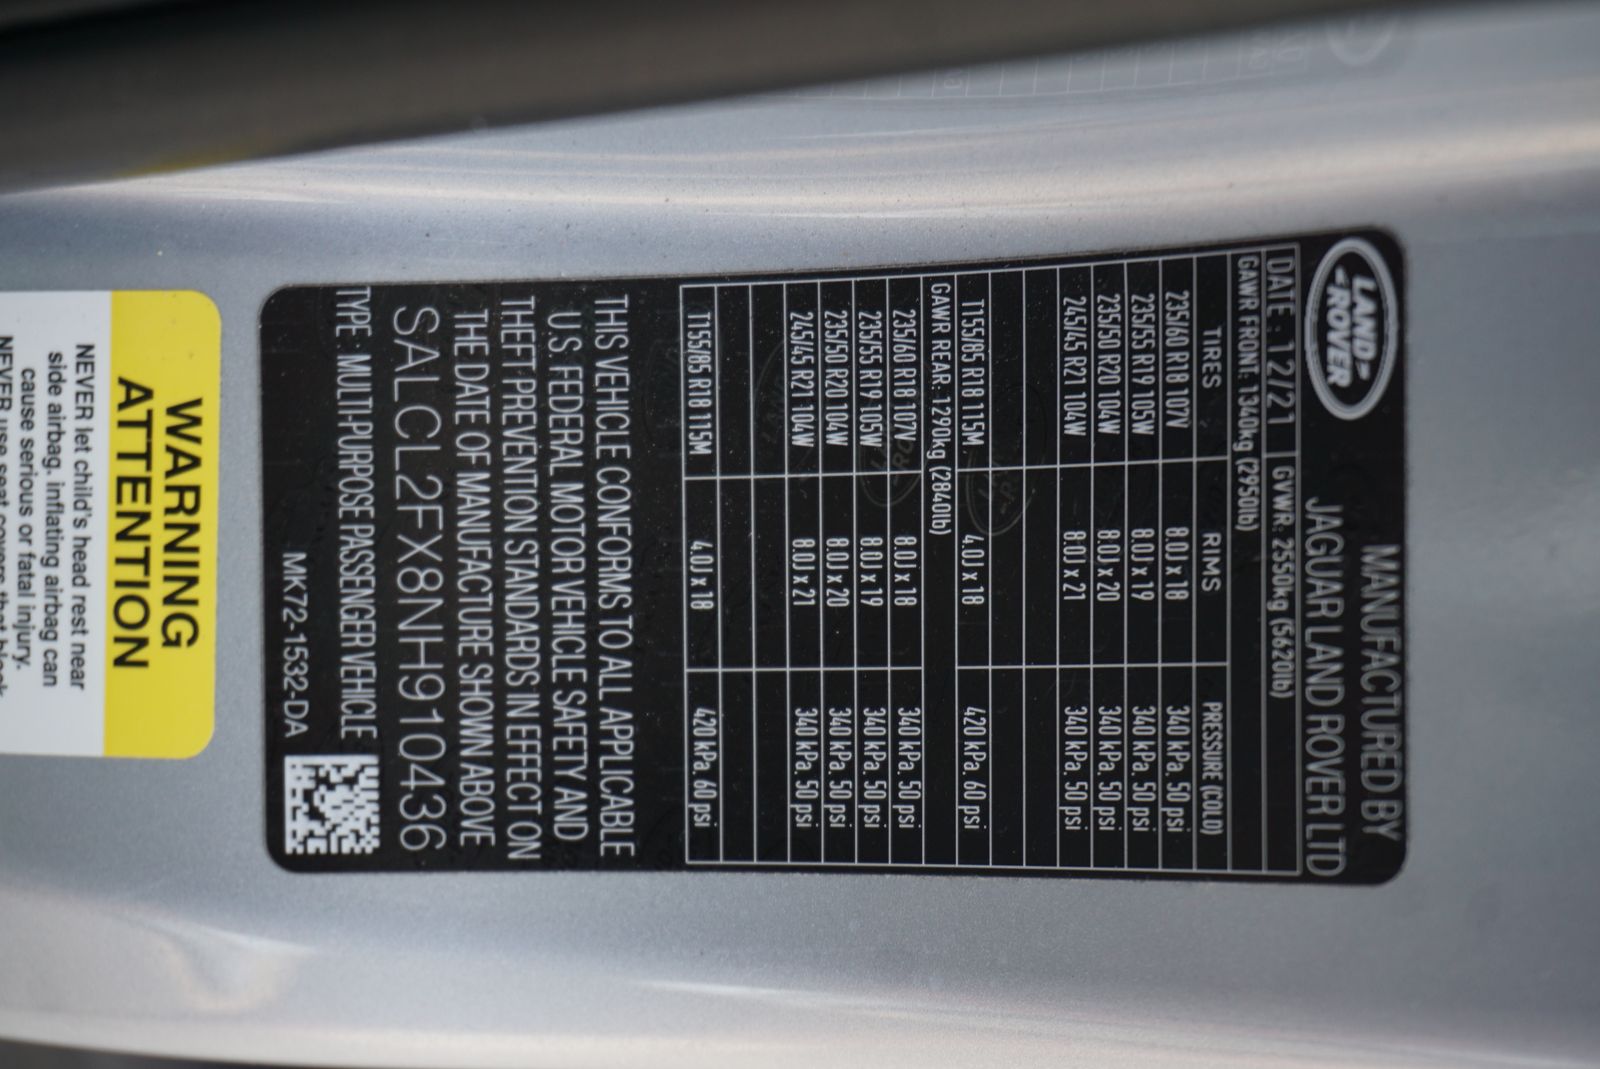 LAND-
-ROVER
MANUFACTURED BY
JAGUAR LAND ROVER LTD
DATE : 12/21 GVWR: 2550kg (5620lb)
GAWR FRONT: 1340kg (2950lb)
TIRES RIMS PRESSURE (COLD)
235/60 R18 107V 8.0J x 18 340 kPa. 50 psi
235/55 R19 105W 8.0J x 19 340 kPa. 50 psi
235/50 R20 104W 8.0J x 20 340 kPa. 50 psi
245/45 R21 104W 8.0J x 21 340 kPa. 50 psi
T155/85 R18 115M 4.0J x 18 420 kPa. 60 psi
GAWR REAR: 1290kg (2840lb)
235/60 R18 107V 8.0J x 18 340 kPa. 50 psi
235/55 R19 105W 8.0J x 19 340 kPa. 50 psi
235/50 R20 104W 8.0J x 20 340 kPa. 50 psi
245/45 R21 104W 8.0J x 21 340 kPa. 50 psi
T155/85 R18 115M 4.0J x 18 420 kPa. 60 psi
THIS VEHICLE CONFORMS TO ALL APPLICABLE
U.S. FEDERAL MOTOR VEHICLE SAFETY AND
THEFT PREVENTION STANDARDS IN EFFECT ON
THE DATE OF MANUFACTURE SHOWN ABOVE
SALCL2FX8NH910436
TYPE : MULTI-PURPOSE PASSENGER VEHICLE
MK72-1532-DA
WARNING
ATTENTION
NEVER let child's head rest near
side airbag, inflating airbag can
cause serious or fatal injury.
NEVER use seat covers that block